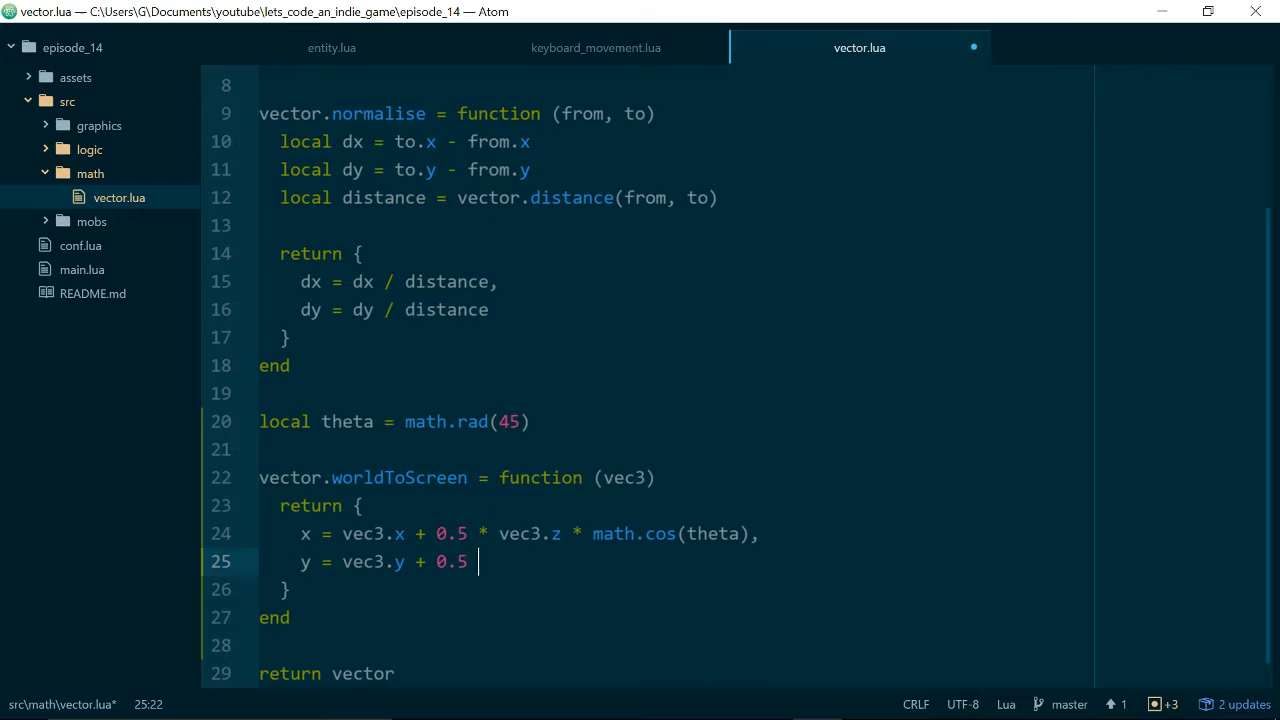 vector.lua — C:\Users\G\Documents\youtube\lets_code_an_indie_game\episode_14 — Atom
episode_14
assets
src
graphics
logic
math
vector.lua
mobs
conf.lua
main.lua
README.md
entity.lua
keyboard_movement.lua
vector.lua
8
9 vector.normalise = function (from, to)
10 local dx = to.x - from.x
11 local dy = to.y - from.y
12 local distance = vector.distance(from, to)
13
14 return {
15 dx = dx / distance,
16 dy = dy / distance
17 }
18 end
19
20 local theta = math.rad(45)
21
22 vector.worldToScreen = function (vec3)
23 return {
24 x = vec3.x + 0.5 * vec3.z * math.cos(theta),
25 y = vec3.y + 0.5
26 }
27 end
28
29 return vector
src\math\vector.lua* 25:22 CRLF UTF-8 Lua master 1 +3 2 updates